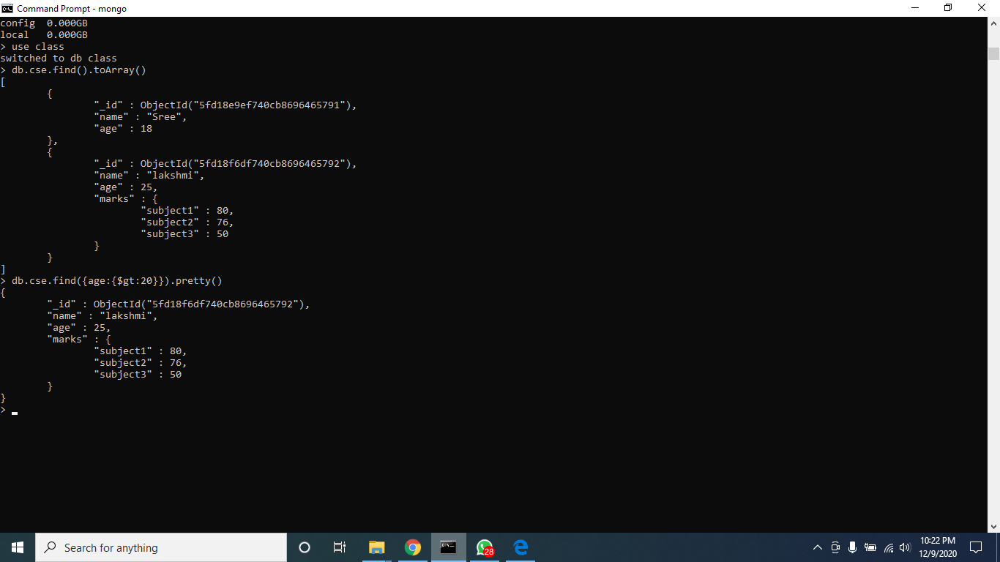 Command Prompt - mongo
config  0.000GB
local   0.000GB
> use class
switched to db class
> db.cse.find().toArray()
[
        {
                "_id" : ObjectId("5fd18e9ef740cb8696465791"),
                "name" : "Sree",
                "age" : 18
        },
        {
                "_id" : ObjectId("5fd18f6df740cb8696465792"),
                "name" : "lakshmi",
                "age" : 25,
                "marks" : {
                        "subject1" : 80,
                        "subject2" : 76,
                        "subject3" : 50
                }
        }
]
> db.cse.find({age:{$gt:20}}).pretty()
{
        "_id" : ObjectId("5fd18f6df740cb8696465792"),
        "name" : "lakshmi",
        "age" : 25,
        "marks" : {
                "subject1" : 80,
                "subject2" : 76,
                "subject3" : 50
        }
}
>
Search for anything
28
10:22 PM
12/9/2020